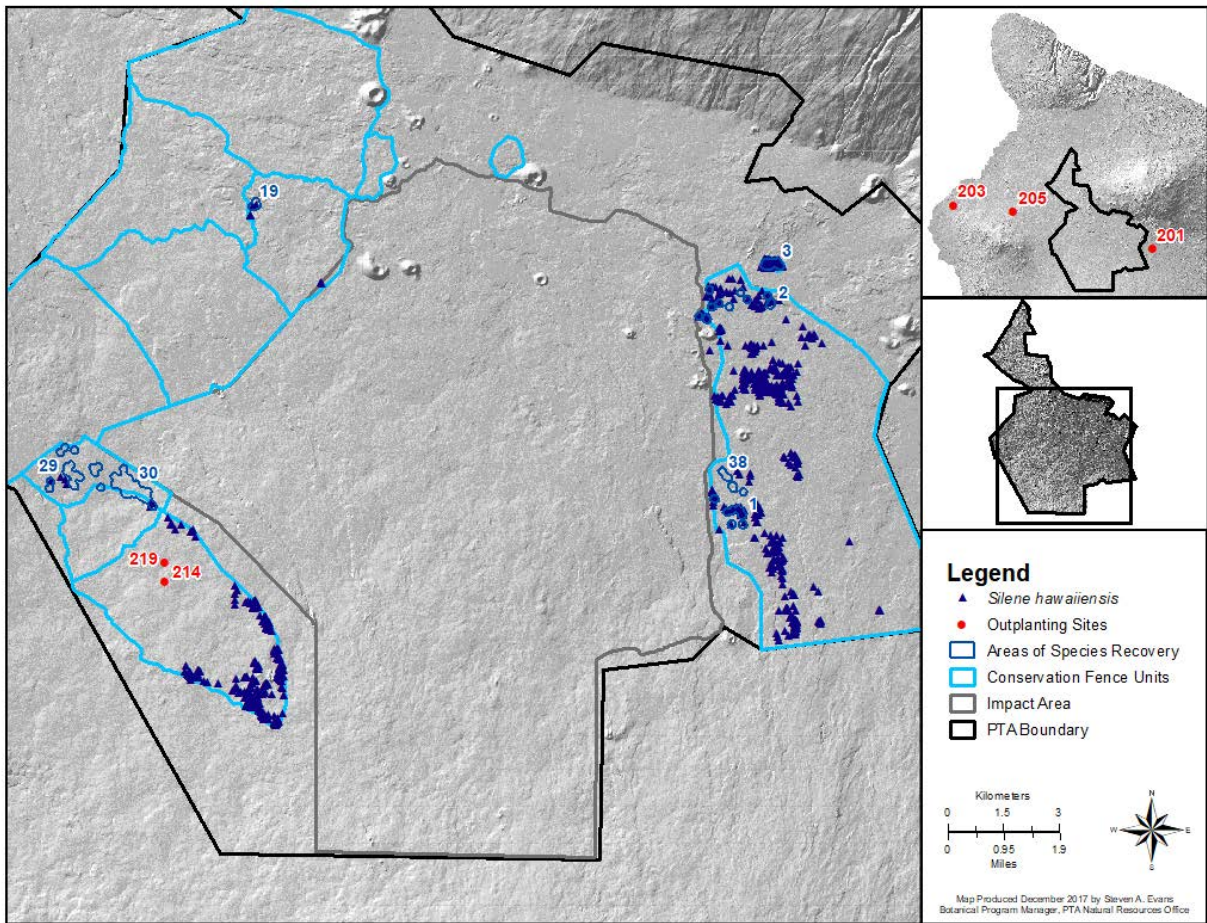 19
3
2
29
30
38
1
219
214
203
205
201
Legend
Silene hawaiiensis
Outplanting Sites
Areas of Species Recovery
Conservation Fence Units
Impact Area
PTA Boundary
Kilometers
0 1.5 3
0 0.95 1.9
Miles
N
W E
S
Map Produced December 2017 by Steven A. Evans
Botanical Program Manager, PTA Natural Resources Office